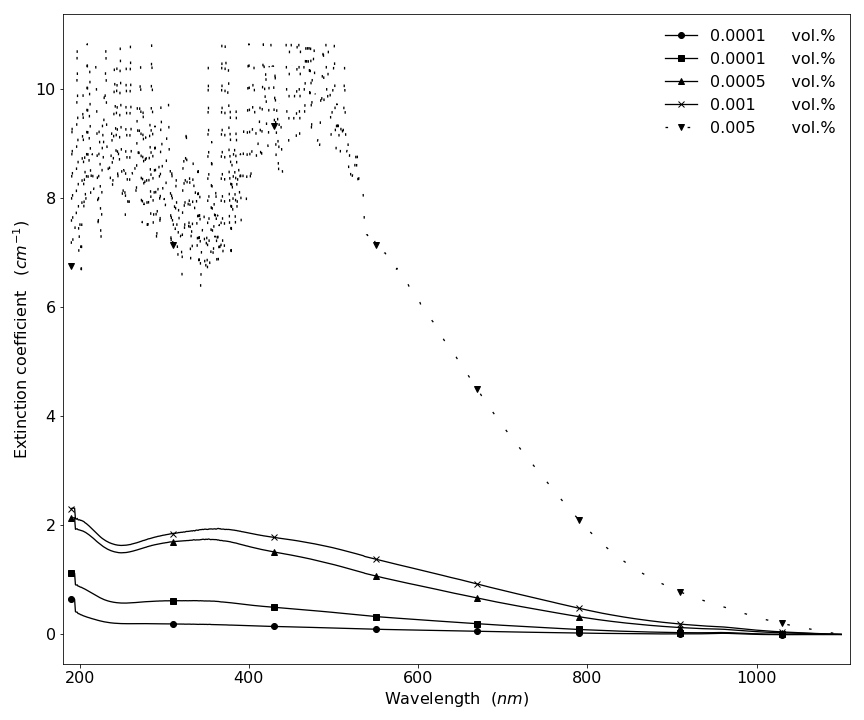 0.0001 vol.%
0.0001 vol.%
0.0005 vol.%
0.001 vol.%
0.005 vol.%
10
8
6
4
2
0
Extinction coefficient (cm⁻¹)
200 400 600 800 1000
Wavelength (nm)